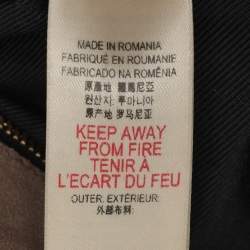 MADE IN ROMANIA
FABRIQUÉ EN ROUMANIE
FABRICADO NA ROMÉNIA
原產地 羅馬尼亞
원산지: 루마니아
原产地 罗马尼亚
KEEP AWAY
FROM FIRE
TENIR À
L'ECART DU FEU
OUTER: EXTÉRIEUR:
外部布料: